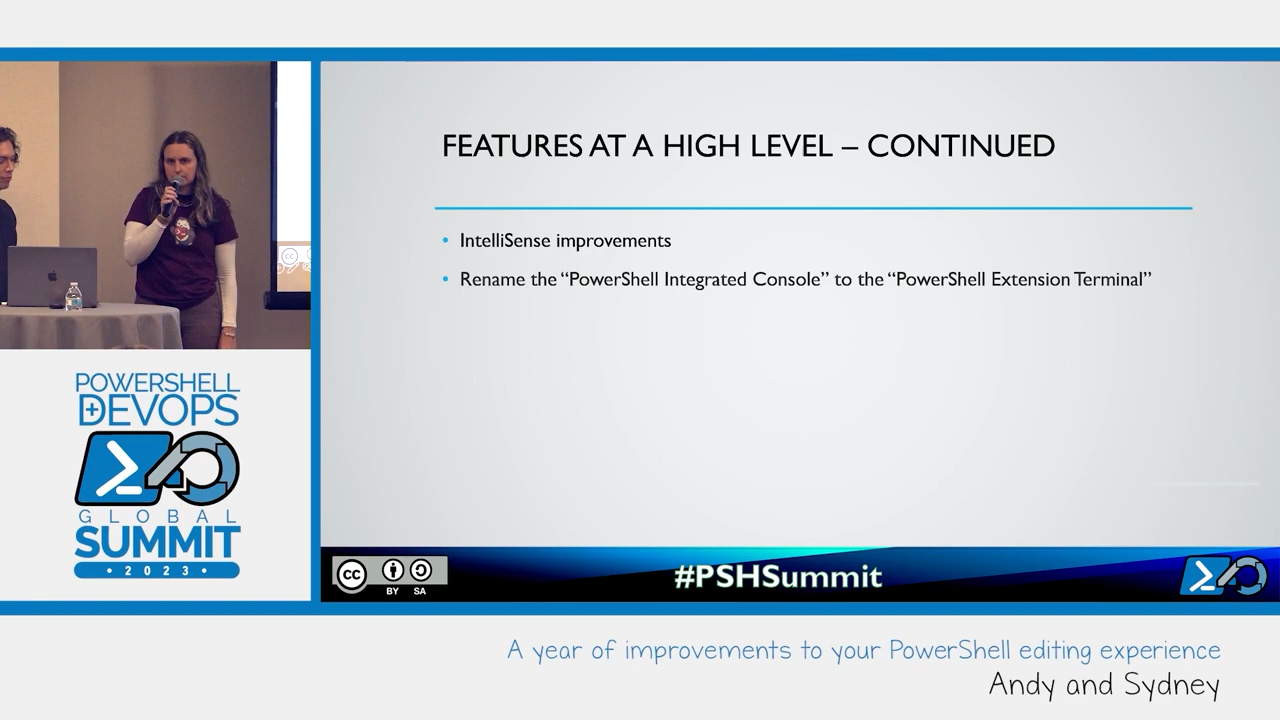 FEATURES AT A HIGH LEVEL – CONTINUED
• IntelliSense improvements
• Rename the “PowerShell Integrated Console” to the “PowerShell Extension Terminal”
POWERSHELL
+DEVOPS
GLOBAL
SUMMIT
• 2023 •
cc
BY SA
#PSHSummit
A year of improvements to your PowerShell editing experience
Andy and Sydney